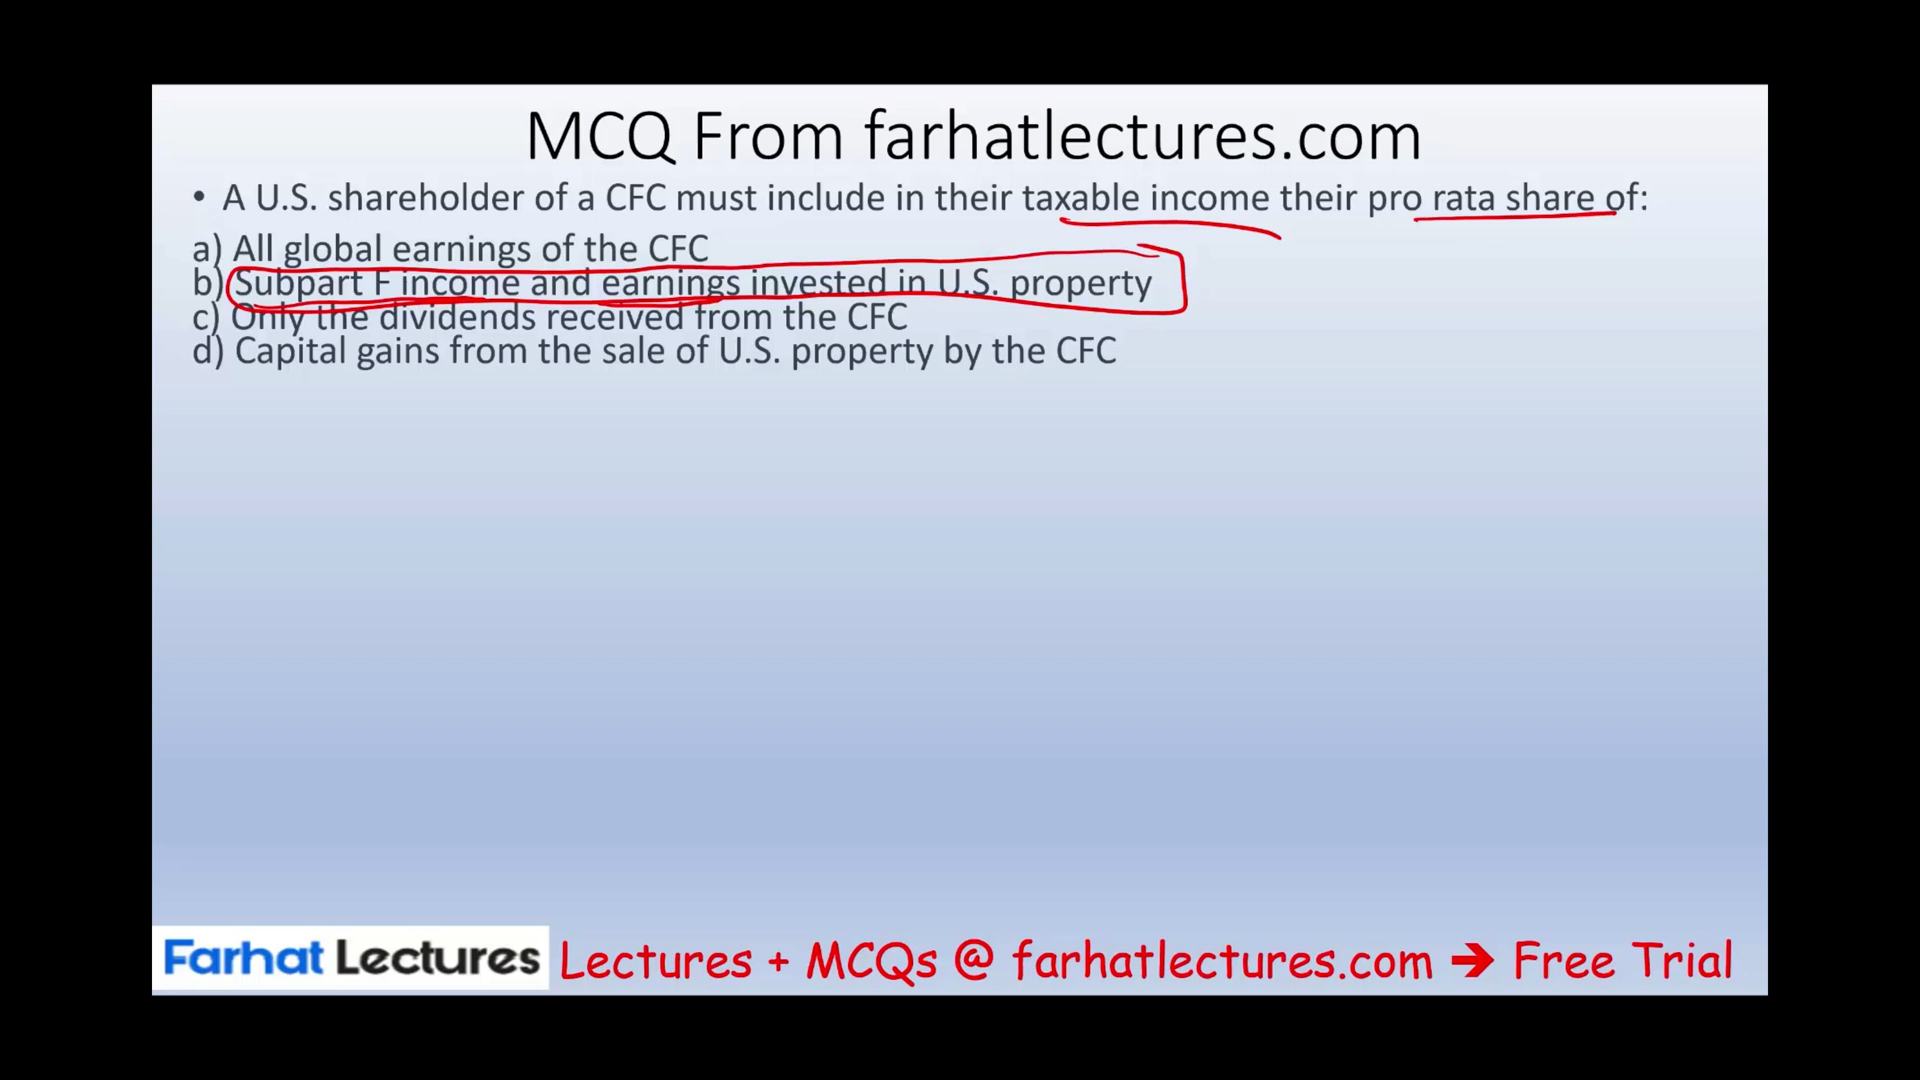 MCQ From farhatlectures.com
• A U.S. shareholder of a CFC must include in their taxable income their pro rata share of:
a) All global earnings of the CFC
b) Subpart F income and earnings invested in U.S. property
c) Only the dividends received from the CFC
d) Capital gains from the sale of U.S. property by the CFC
Farhat Lectures Lectures + MCQs @ farhatlectures.com ➔ Free Trial